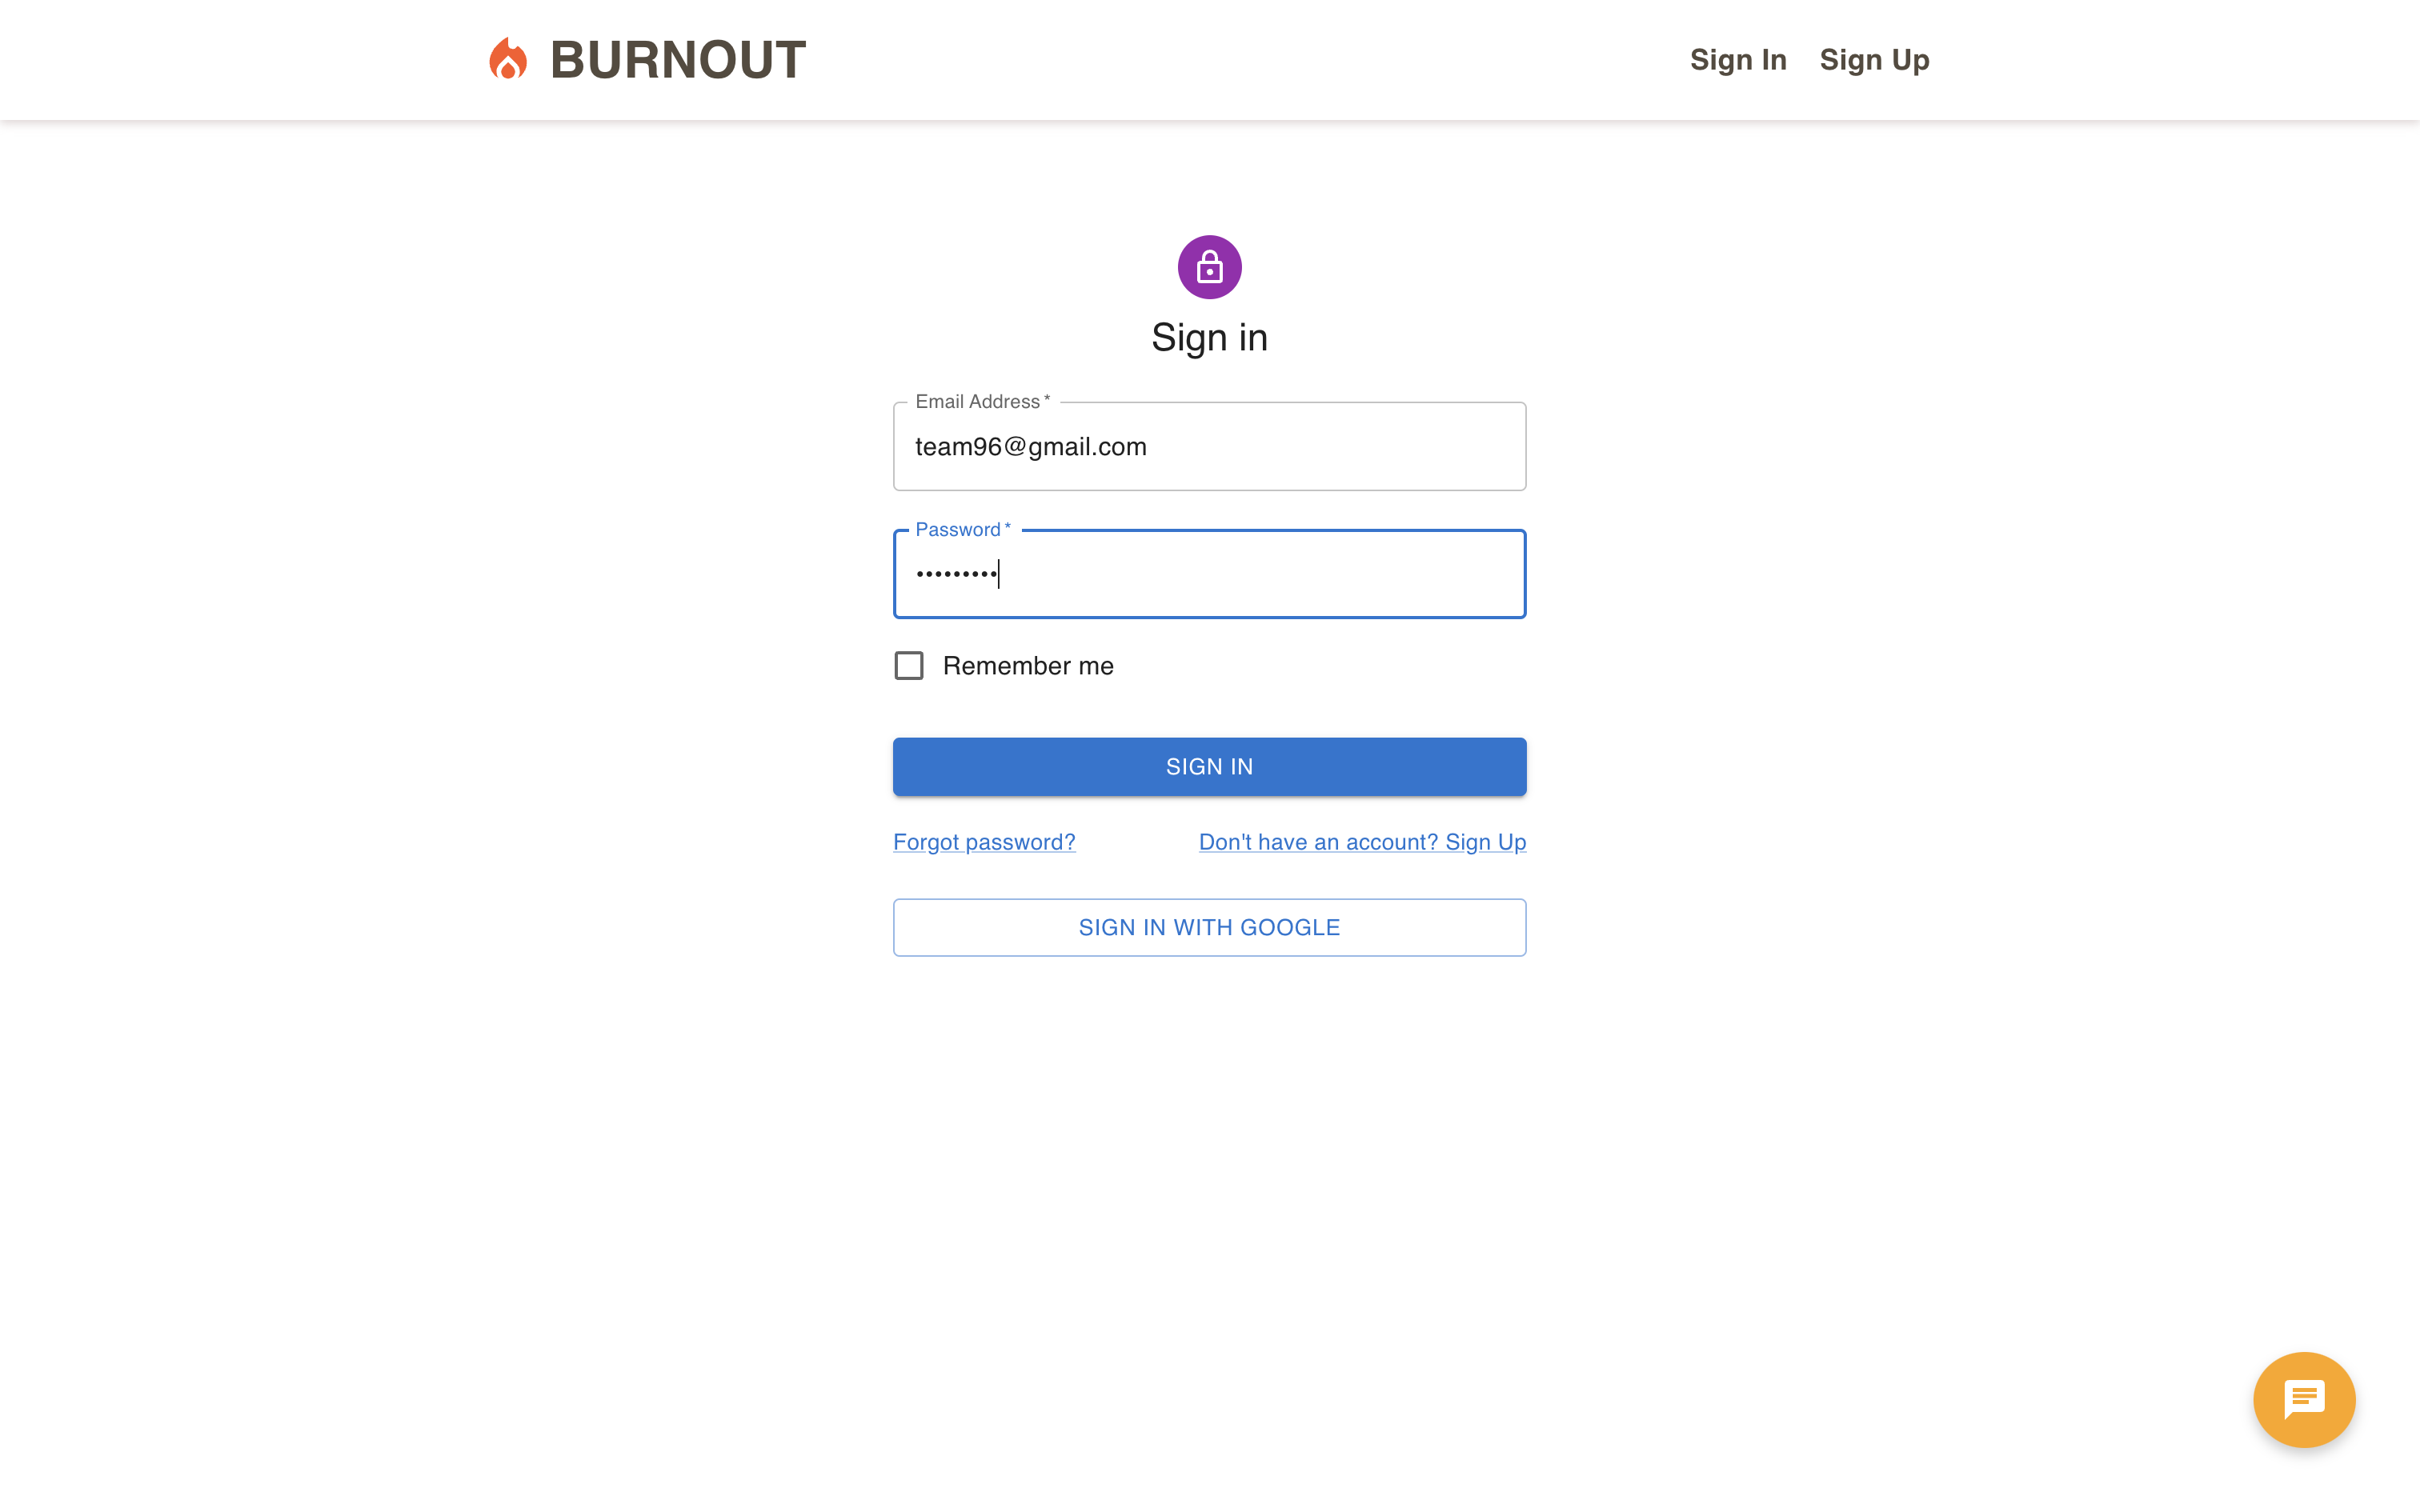 BURNOUT
Sign In
Sign Up
Sign in
Email Address *
team96@gmail.com
Password *
•••••••••
Remember me
SIGN IN
Forgot password?
Don't have an account? Sign Up
SIGN IN WITH GOOGLE